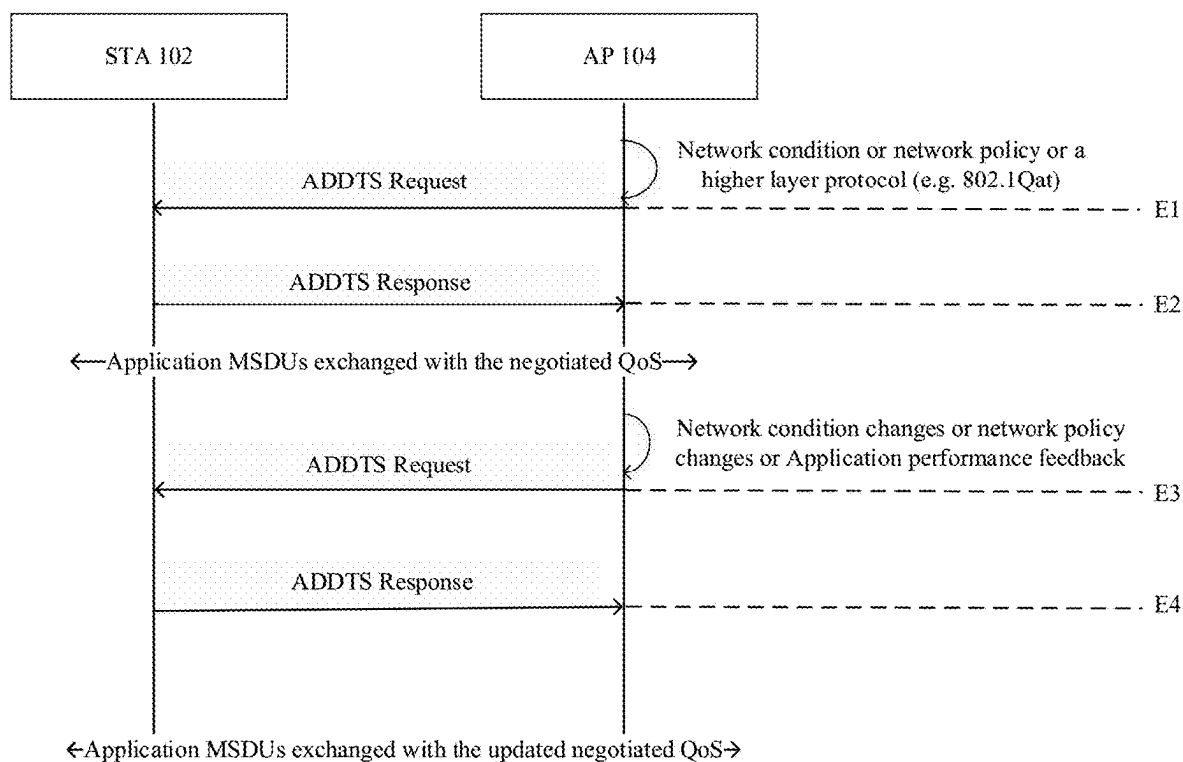 STA 102
AP 104
Network condition or network policy or a
higher layer protocol (e.g. 802.1Qat)
ADDTS Request
E1
ADDTS Response
E2
Application MSDUs exchanged with the negotiated QoS
Network condition changes or network policy
changes or Application performance feedback
ADDTS Request
E3
ADDTS Response
E4
Application MSDUs exchanged with the updated negotiated QoS